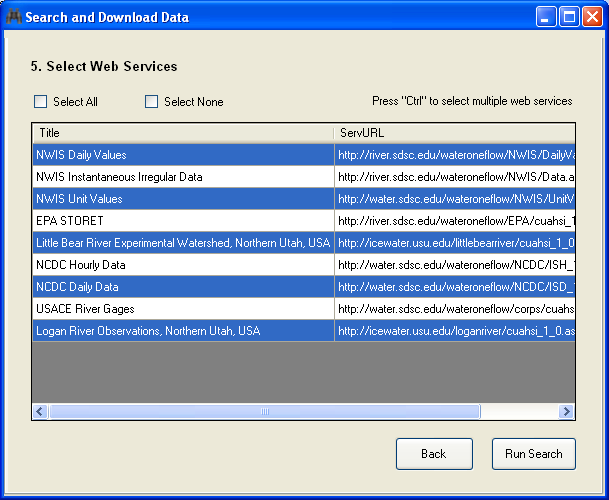 Search and Download Data
5. Select Web Services
Select All Select None Press "Ctrl" to select multiple web services
Title ServURL
NWIS Daily Values http://river.sdsc.edu/wateroneflow/NWIS/DailyVa
NWIS Instantaneous Irregular Data http://river.sdsc.edu/wateroneflow/NWIS/Data.a
NWIS Unit Values http://water.sdsc.edu/wateroneflow/NWIS/UnitV
EPA STORET http://river.sdsc.edu/wateroneflow/EPA/cuahsi_1
Little Bear River Experimental Watershed, Northern Utah, USA http://icewater.usu.edu/littlebearriver/cuahsi_1_0
NCDC Hourly Data http://water.sdsc.edu/wateroneflow/NCDC/ISH_
NCDC Daily Data http://water.sdsc.edu/wateroneflow/NCDC/ISD_
USACE River Gages http://water.sdsc.edu/wateroneflow/corps/cuahs
Logan River Observations, Northern Utah, USA http://icewater.usu.edu/loganriver/cuahsi_1_0.as
Back Run Search